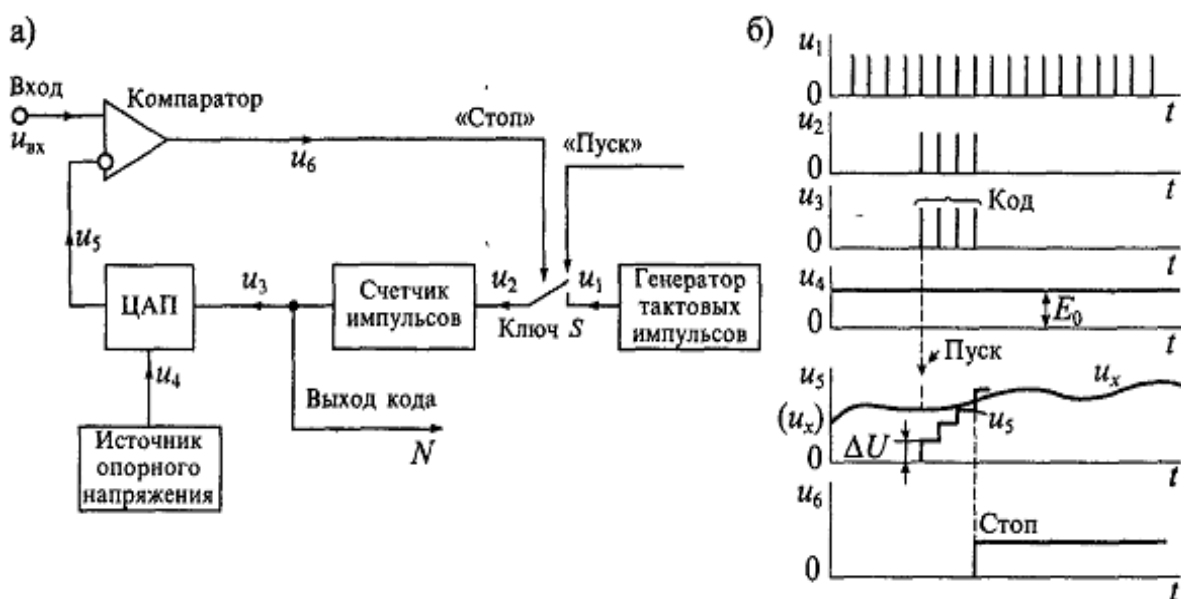 а)
Вход
u_вх
Компаратор
u_6
«Стоп»
«Пуск»
u_5
ЦАП
u_3
Счетчик
импульсов
u_2
u_1
Ключ S
Генератор
тактовых
импульсов
u_4
Источник
опорного
напряжения
Выход кода
N
б)
u_1
0
t
u_2
0
t
u_3
Код
0
t
u_4
E_0
0
t
Пуск
u_5
u_x
(u_x)
u_5
ΔU
0
t
u_6
Стоп
0
t